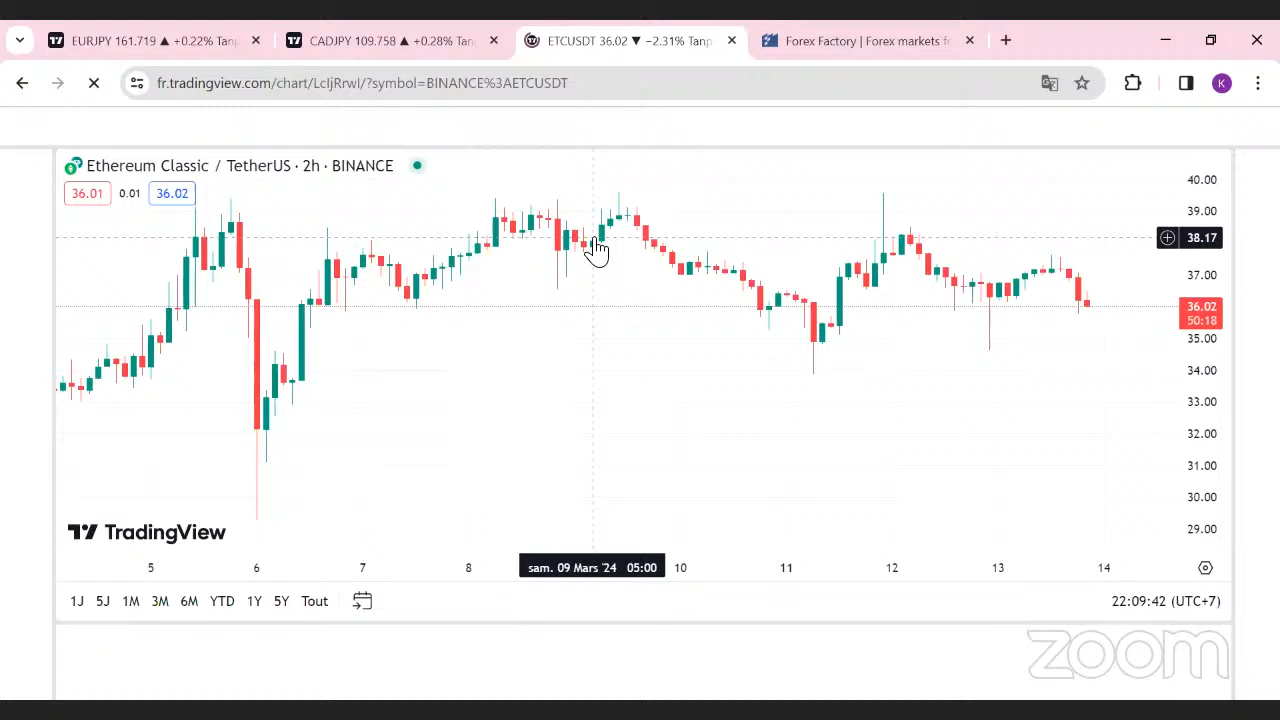 EURJPY 161.719 ▲ +0.22% Tanp
CADJPY 109.758 ▲ +0.28% Tanp
ETCUSDT 36.02 ▼ −2.31% Tanp
Forex Factory | Forex markets fo
fr.tradingview.com/chart/LcIjRrwI/?symbol=BINANCE%3AETCUSDT
K
Ethereum Classic / TetherUS · 2h · BINANCE
36.01 0.01 36.02
40.00
39.00
38.17
37.00
36.02
50:18
35.00
34.00
33.00
32.00
31.00
30.00
29.00
TradingView
5 6 7 8 sam. 09 Mars '24 05:00 10 11 12 13 14
1J 5J 1M 3M 6M YTD 1Y 5Y Tout
22:09:42 (UTC+7)
zoom